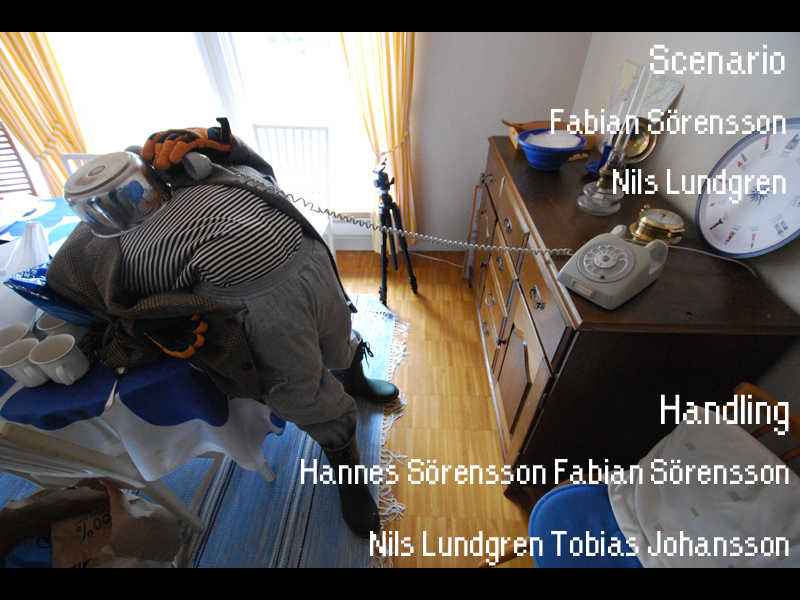 Scenario
Fabian Sörensson
Nils Lundgren
Handling
Hannes Sörensson Fabian Sörensson
Nils Lundgren Tobias Johansson